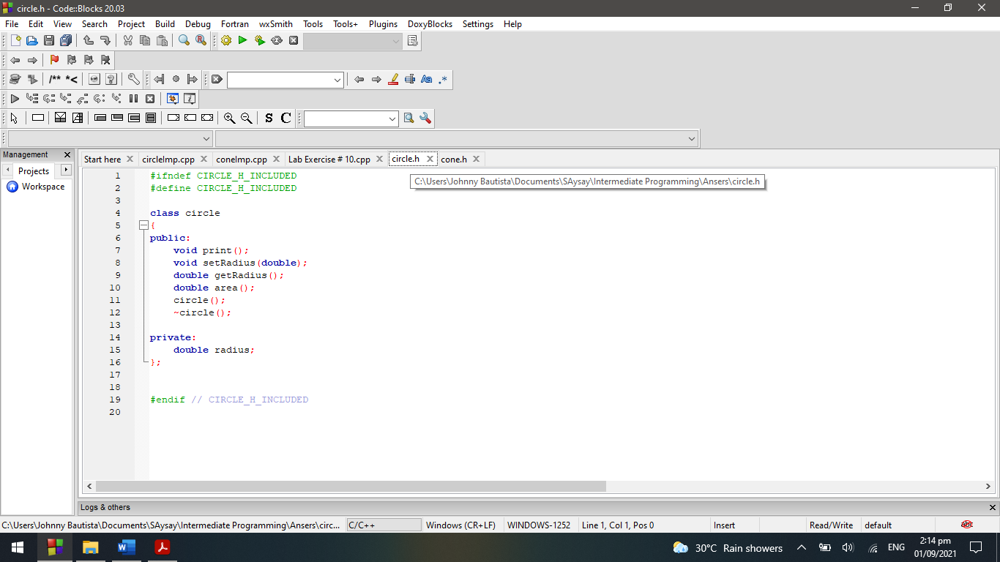 circle.h - Code::Blocks 20.03
File Edit View Search Project Build Debug Fortran wxSmith Tools Tools+ Plugins DoxyBlocks Settings Help
/** *<
Aa .*
S C
Management
Projects
Workspace
Start here circleImp.cpp coneImp.cpp Lab Exercise # 10.cpp circle.h cone.h
C:\Users\Johnny Bautista\Documents\SAysay\Intermediate Programming\Ansers\circle.h
1 #ifndef CIRCLE_H_INCLUDED
2 #define CIRCLE_H_INCLUDED
3
4 class circle
5 {
6 public:
7 void print();
8 void setRadius(double);
9 double getRadius();
10 double area();
11 circle();
12 ~circle();
13
14 private:
15 double radius;
16 };
17
18
19 #endif // CIRCLE_H_INCLUDED
20
Logs & others
C:\Users\Johnny Bautista\Documents\SAysay\Intermediate Programming\Ansers\circ... C/C++ Windows (CR+LF) WINDOWS-1252 Line 1, Col 1, Pos 0 Insert Read/Write default abc
30°C Rain showers ENG 2:14 pm
01/09/2021